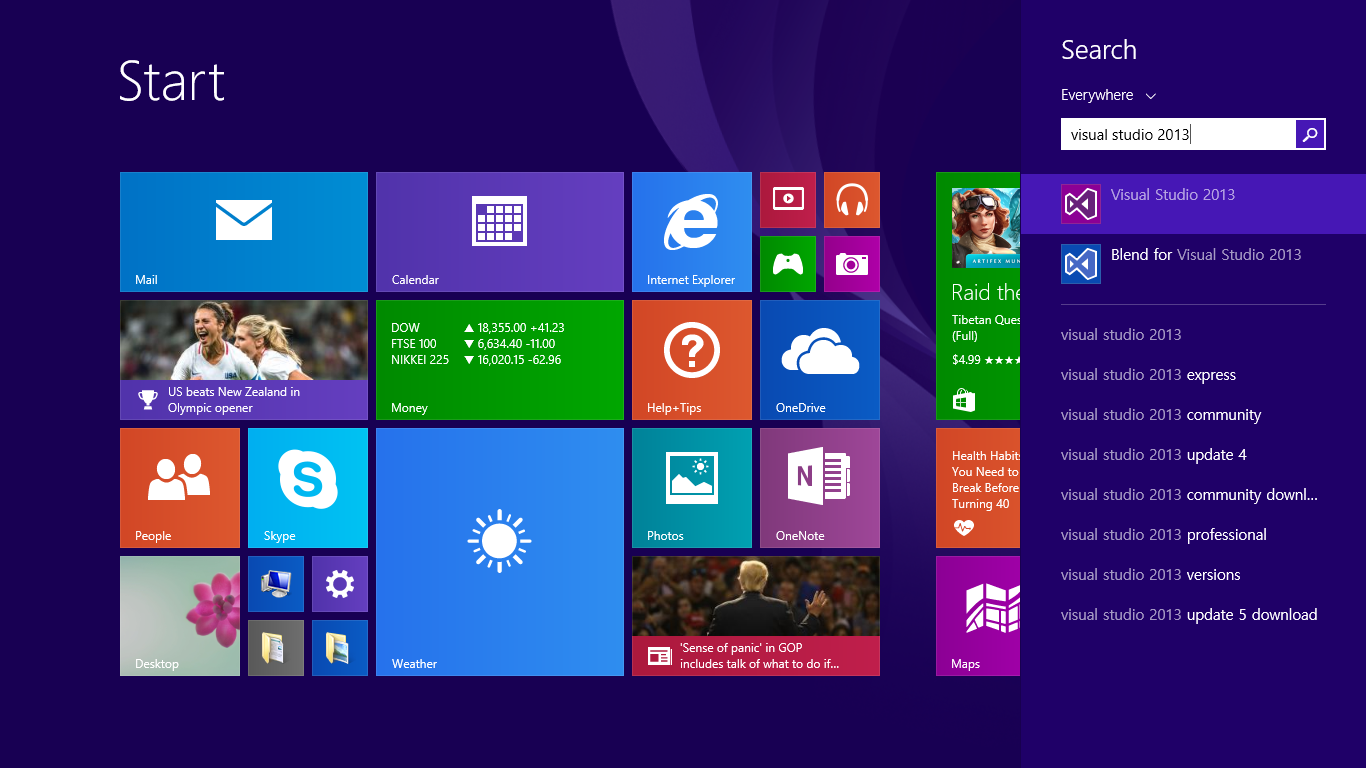 Start
Mail
Calendar
Internet Explorer
US beats New Zealand in
Olympic opener
DOW ▲ 18,355.00 +41.23
FTSE 100 ▼ 6,634.40 -11.00
NIKKEI 225 ▼ 16,020.15 -62.96
Money
Help+Tips
OneDrive
People
Skype
Weather
Photos
OneNote
Desktop
'Sense of panic' in GOP
includes talk of what to do if...
ARTIFEX MUN
Raid the
Tibetan Ques
(Full)
$4.99 ★★★★
Health Habits
You Need to
Break Before
Turning 40
Maps
Search
Everywhere
visual studio 2013
Visual Studio 2013
Blend for Visual Studio 2013
visual studio 2013
visual studio 2013 express
visual studio 2013 community
visual studio 2013 update 4
visual studio 2013 community downl...
visual studio 2013 professional
visual studio 2013 versions
visual studio 2013 update 5 download